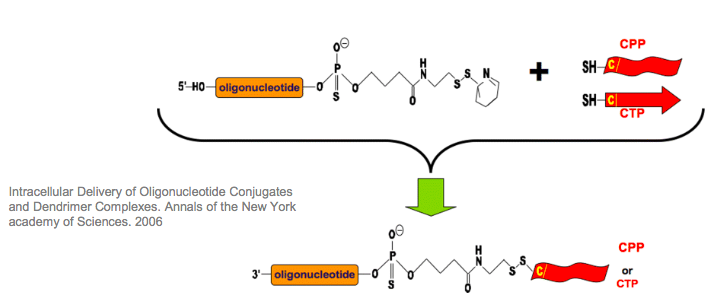 CPP
O⊖
H
N
P
S
S
N
+
SH-C
5'-HO-oligonucleotide-O
O
S
O
SH-C
CTP
Intracellular Delivery of Oligonucleotide Conjugates
and Dendrimer Complexes. Annals of the New York
academy of Sciences. 2006
O⊖
H
N
P
S
S
C
CPP
3'-oligonucleotide-O
O
S
O
or
CTP